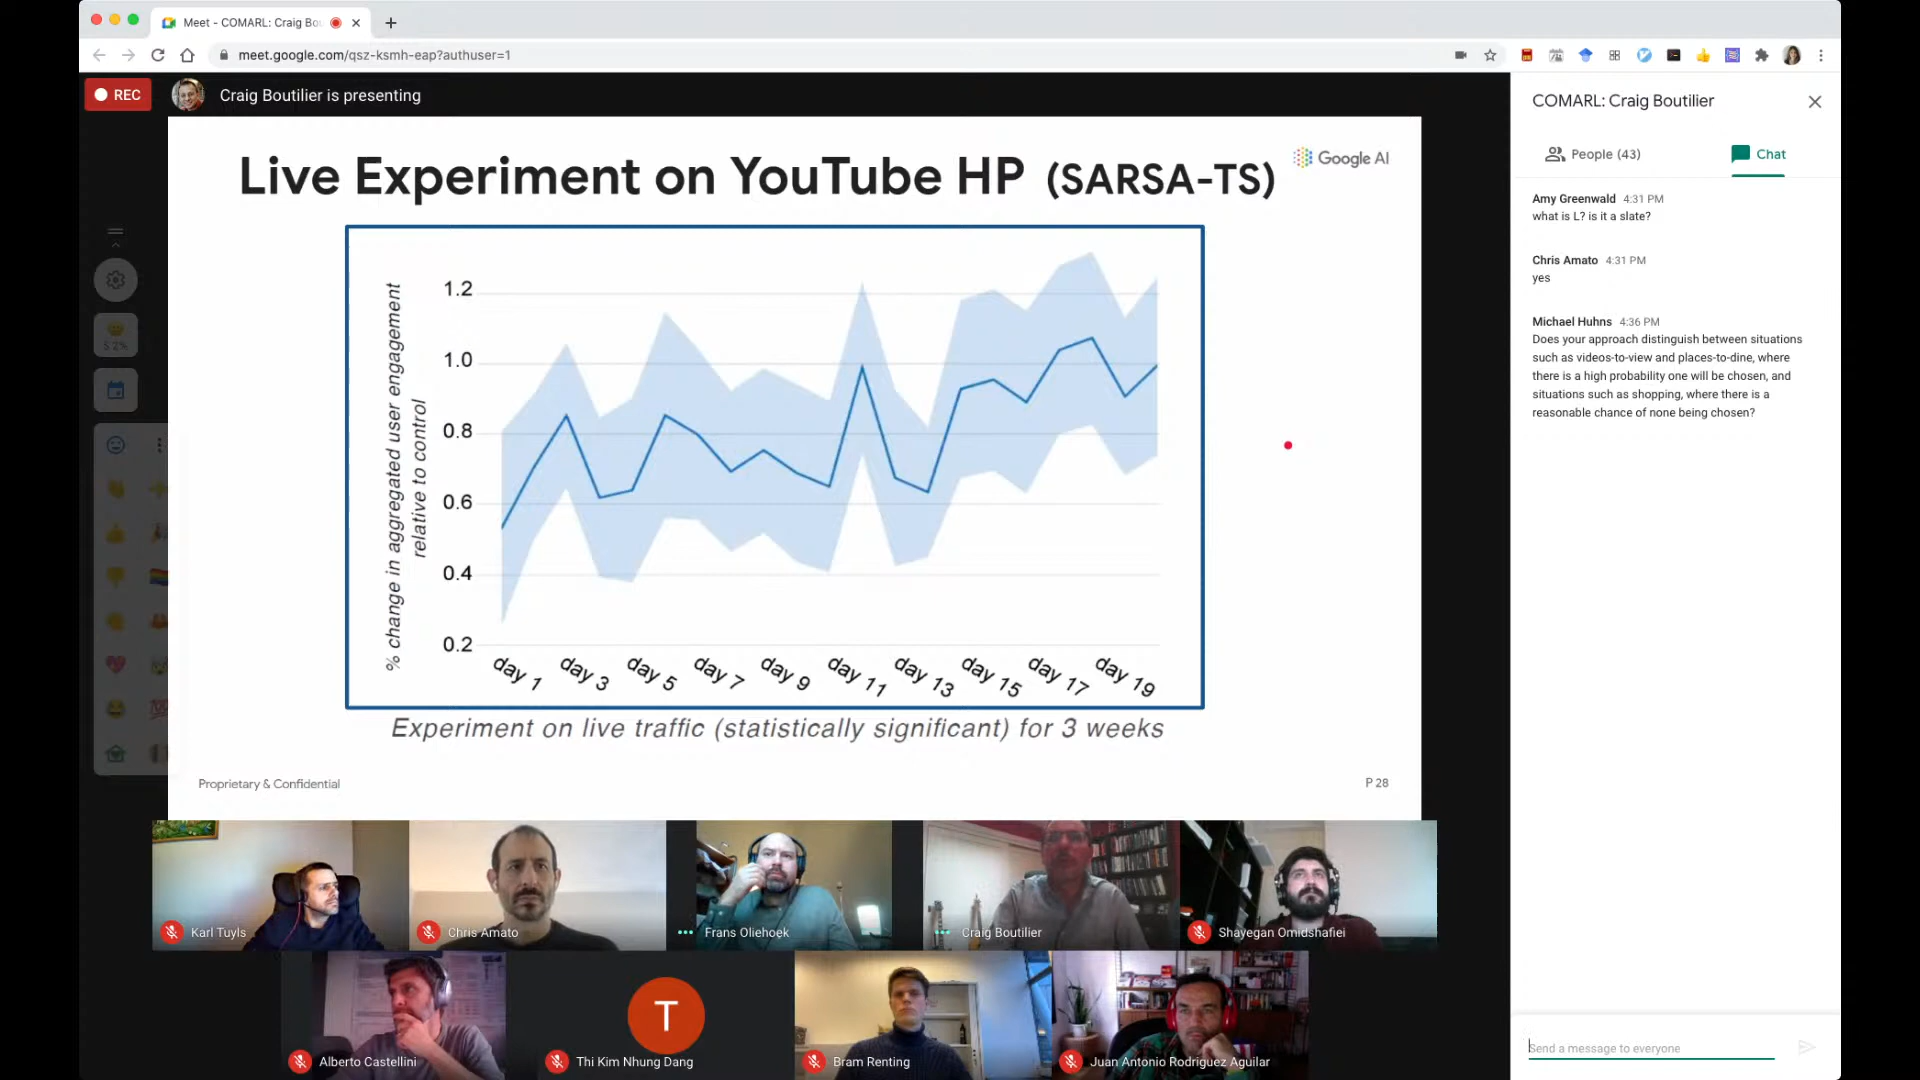 Meet - COMARL: Craig Bo
meet.google.com/qsz-ksmh-eap?authuser=1
REC
Craig Boutilier is presenting
Live Experiment on YouTube HP (SARSA-TS)
Google AI
% change in aggregated user engagement
relative to control
1.2
1.0
0.8
0.6
0.4
0.2
day 1
day 3
day 5
day 7
day 9
day 11
day 13
day 15
day 17
day 19
Experiment on live traffic (statistically significant) for 3 weeks
Proprietary & Confidential
P 28
Karl Tuyls
Chris Amato
Frans Oliehoek
Craig Boutilier
Shayegan Omidshafiei
Alberto Castellini
T
Thi Kim Nhung Dang
Bram Renting
Juan Antonio Rodriguez Aguilar
COMARL: Craig Boutilier
People (43)
Chat
Amy Greenwald 4:31 PM
what is L? is it a slate?
Chris Amato 4:31 PM
yes
Michael Huhns 4:36 PM
Does your approach distinguish between situations
such as videos-to-view and places-to-dine, where
there is a high probability one will be chosen, and
situations such as shopping, where there is a
reasonable chance of none being chosen?
Send a message to everyone